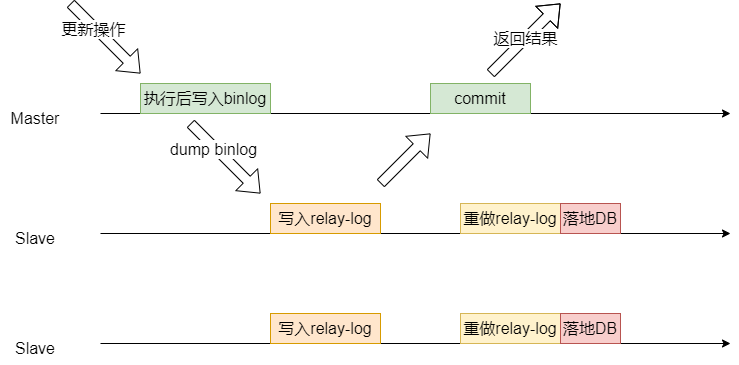 更新操作
返回结果
Master
执行后写入binlog
commit
dump binlog
Slave
写入relay-log
重做relay-log
落地DB
Slave
写入relay-log
重做relay-log
落地DB